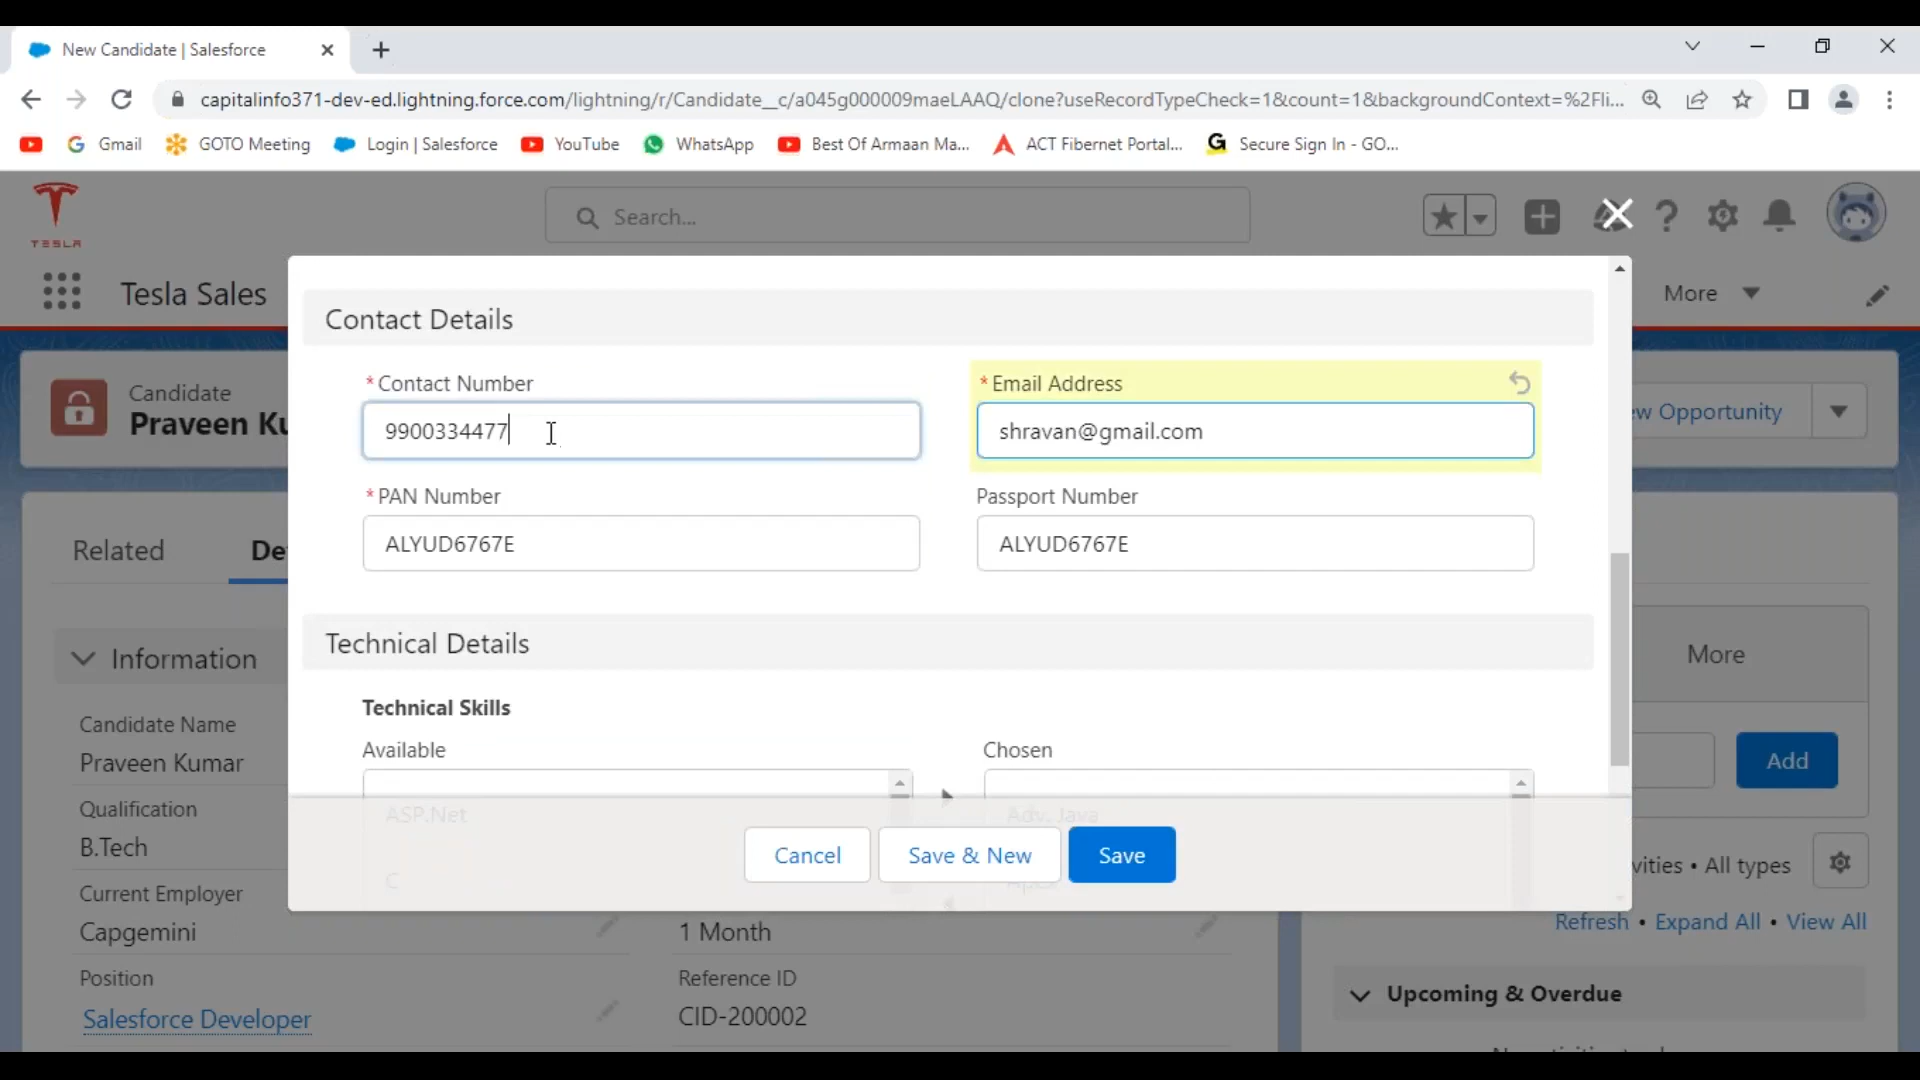 New Candidate | Salesforce
capitalinfo371-dev-ed.lightning.force.com/lightning/r/Candidate__c/a045g000009maeLAAQ/clone?useRecordTypeCheck=1&count=1&backgroundContext=%2Fli...
Gmail GOTO Meeting Login | Salesforce YouTube WhatsApp Best Of Armaan Ma... ACT Fibernet Portal... Secure Sign In - GO...
TESLA
Search...
Tesla Sales
More
Candidate
Praveen Ku
ew Opportunity
Contact Details
*Contact Number
9900334477
*Email Address
shravan@gmail.com
*PAN Number
ALYUD6767E
Passport Number
ALYUD6767E
Technical Details
Technical Skills
Available
Chosen
ASP.Net
Adv. Java
C
Apex
Cancel
Save & New
Save
Related
De
Information
Candidate Name
Praveen Kumar
Qualification
B.Tech
Current Employer
Capgemini
1 Month
Position
Salesforce Developer
Reference ID
CID-200002
More
Add
vities • All types
Refresh • Expand All • View All
Upcoming & Overdue